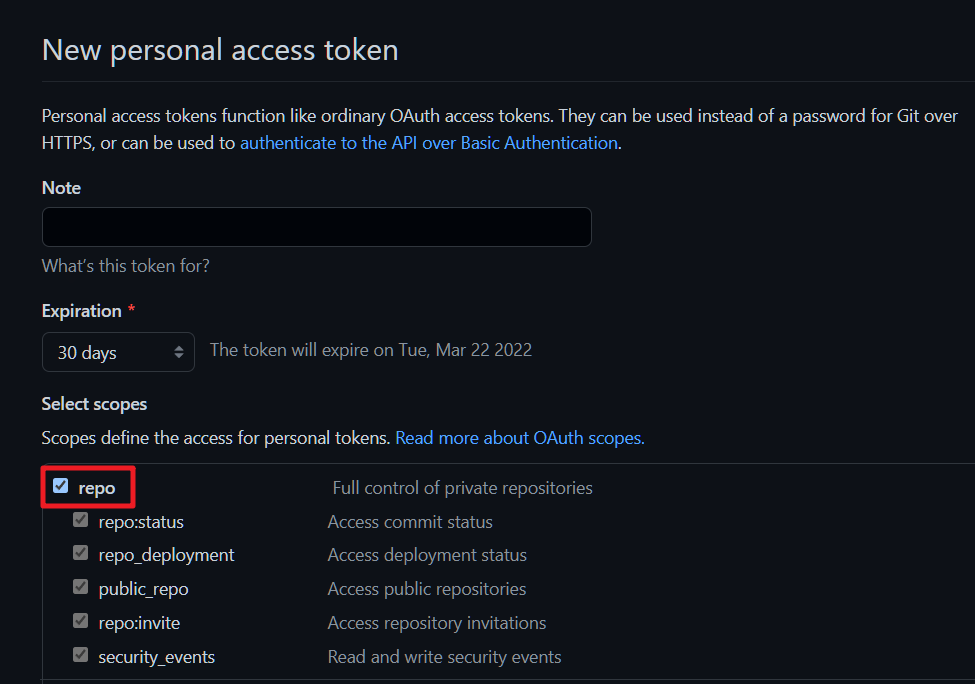 New personal access token
Personal access tokens function like ordinary OAuth access tokens. They can be used instead of a password for Git over
HTTPS, or can be used to authenticate to the API over Basic Authentication.
Note
What's this token for?
Expiration *
30 days The token will expire on Tue, Mar 22 2022
Select scopes
Scopes define the access for personal tokens. Read more about OAuth scopes.
repo Full control of private repositories
repo:status Access commit status
repo_deployment Access deployment status
public_repo Access public repositories
repo:invite Access repository invitations
security_events Read and write security events